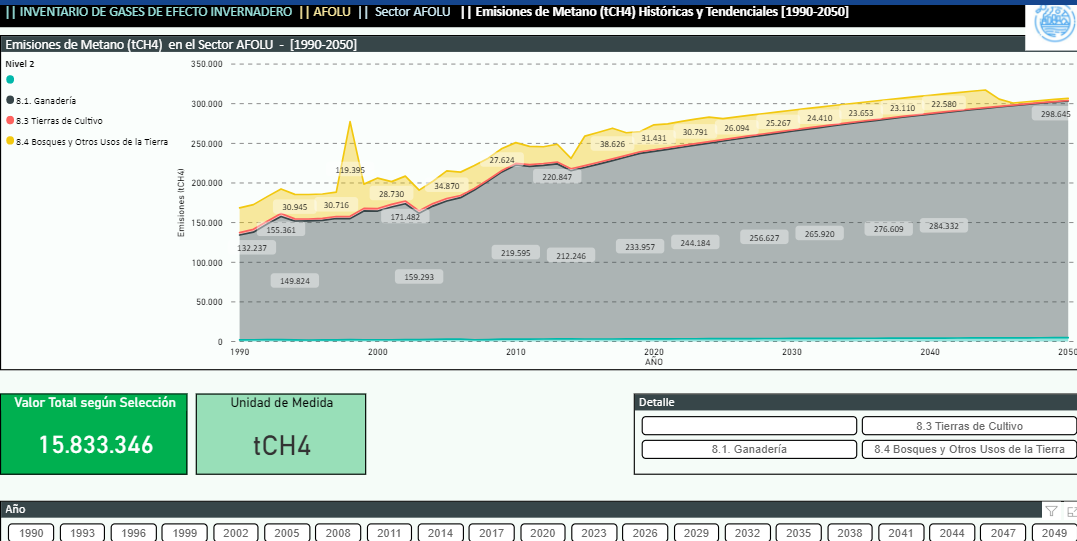 || INVENTARIO DE GASES DE EFECTO INVERNADERO || AFOLU || Sector AFOLU || Emisiones de Metano (tCH4) Históricas y Tendenciales [1990-2050]
Emisiones de Metano (tCH4) en el Sector AFOLU - [1990-2050]
Nivel 2
8.1. Ganadería
8.3 Tierras de Cultivo
8.4 Bosques y Otros Usos de la Tierra
Emisiones (tCH4)
350.000
300.000
250.000
200.000
150.000
100.000
50.000
0
119.395
30.945
30.716
28.730
34.870
27.624
38.626
31.431
30.791
26.094
25.267
24.410
23.653
23.110
22.580
298.645
132.237
155.361
149.824
171.482
159.293
219.595
220.847
212.246
233.957
244.184
256.627
265.920
276.609
284.332
1990 2000 2010 2020 2030 2040 2050
AÑO
Valor Total según Selección
15.833.346
Unidad de Medida
tCH4
Detalle
8.3 Tierras de Cultivo
8.1. Ganadería
8.4 Bosques y Otros Usos de la Tierra
Año
1990 1993 1996 1999 2002 2005 2008 2011 2014 2017 2020 2023 2026 2029 2032 2035 2038 2041 2044 2047 2049